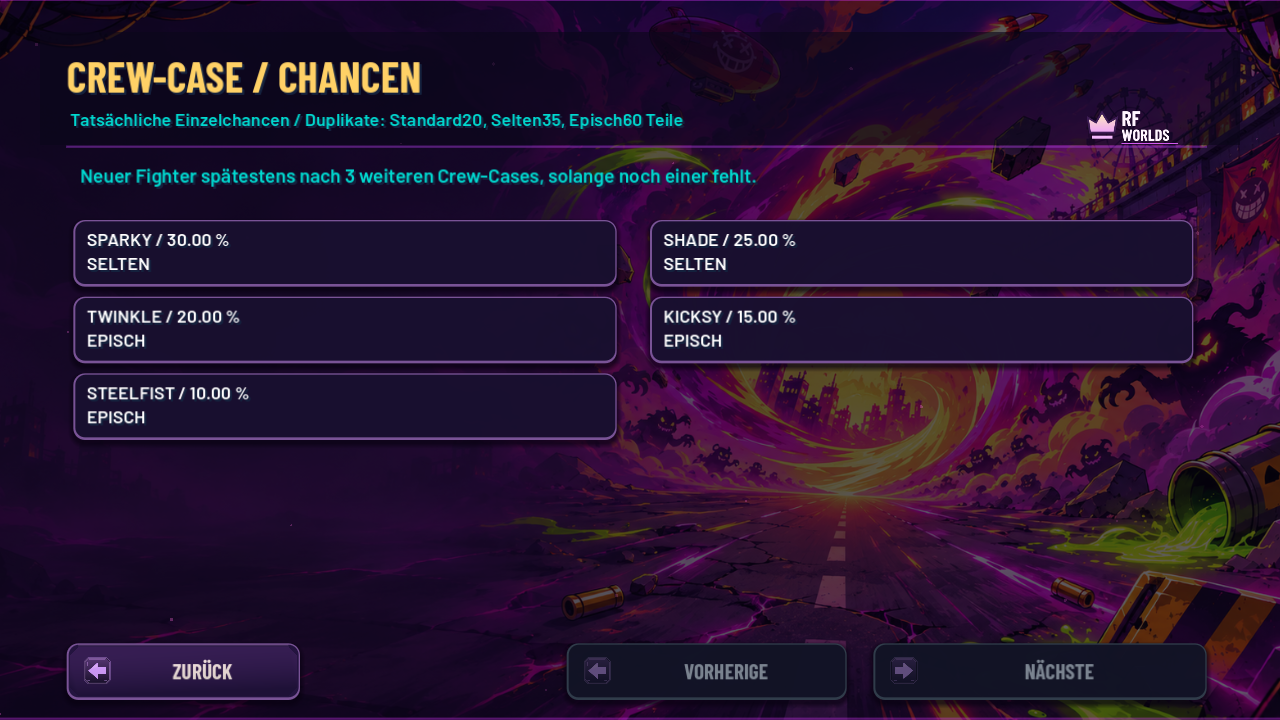 CREW-CASE / CHANCEN
Tatsächliche Einzelchancen / Duplikate: Standard20, Selten35, Episch60 Teile
RF
WORLDS
Neuer Fighter spätestens nach 3 weiteren Crew-Cases, solange noch einer fehlt.
SPARKY / 30.00 %
SELTEN
SHADE / 25.00 %
SELTEN
TWINKLE / 20.00 %
EPISCH
KICKSY / 15.00 %
EPISCH
STEELFIST / 10.00 %
EPISCH
ZURÜCK
VORHERIGE
NÄCHSTE